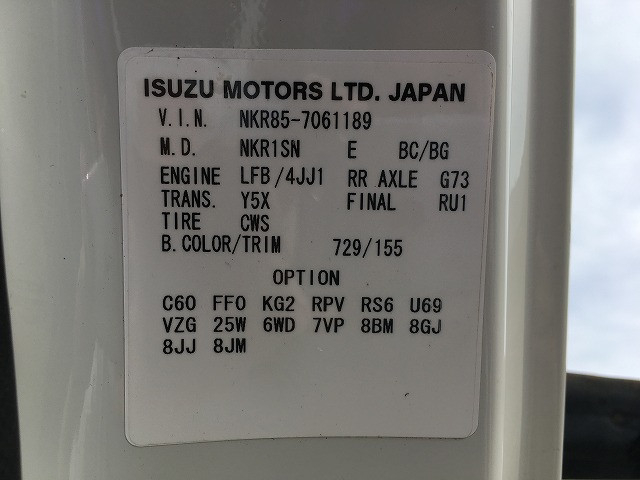 ISUZU MOTORS LTD. JAPAN
V.I.N. NKR85-7061189
M.D. NKR1SN E BC/BG
ENGINE LFB/4JJ1 RR AXLE G73
TRANS. Y5X FINAL RU1
TIRE CWS
B.COLOR/TRIM 729/155
OPTION
C60 FF0 KG2 RPV RS6 U69
VZG 25W 6WD 7VP 8BM 8GJ
8JJ 8JM